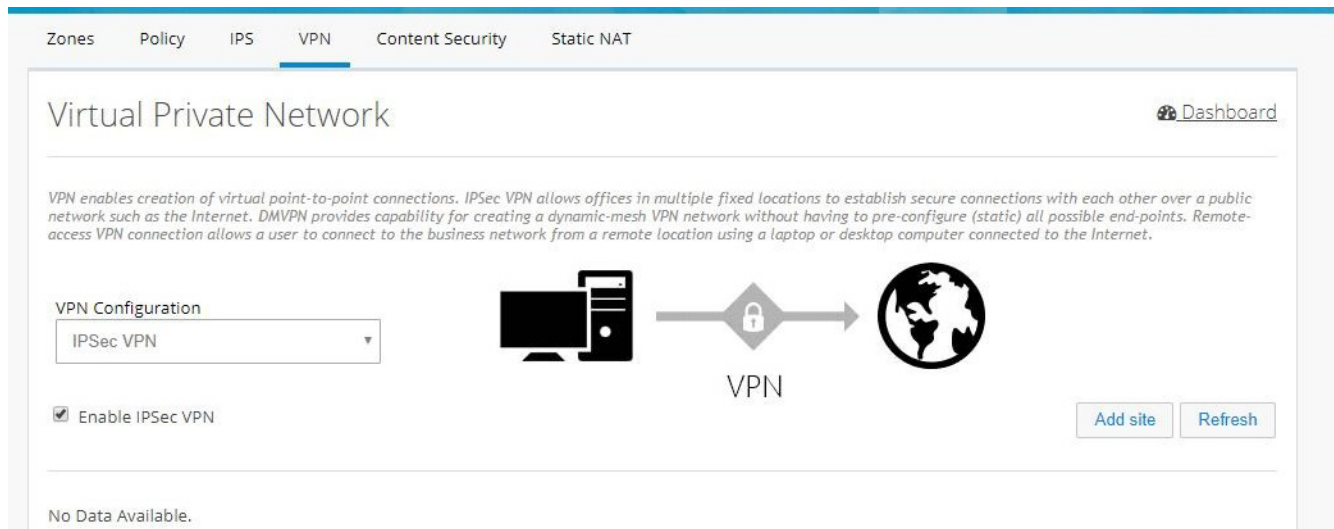 Zones Policy IPS VPN Content Security Static NAT
Virtual Private Network
Dashboard
VPN enables creation of virtual point-to-point connections. IPSec VPN allows offices in multiple fixed locations to establish secure connections with each other over a public
network such as the Internet. DMVPN provides capability for creating a dynamic-mesh VPN network without having to pre-configure (static) all possible end-points. Remote-
access VPN connection allows a user to connect to the business network from a remote location using a laptop or desktop computer connected to the Internet.
VPN Configuration
IPSec VPN
VPN
Enable IPSec VPN
Add site Refresh
No Data Available.